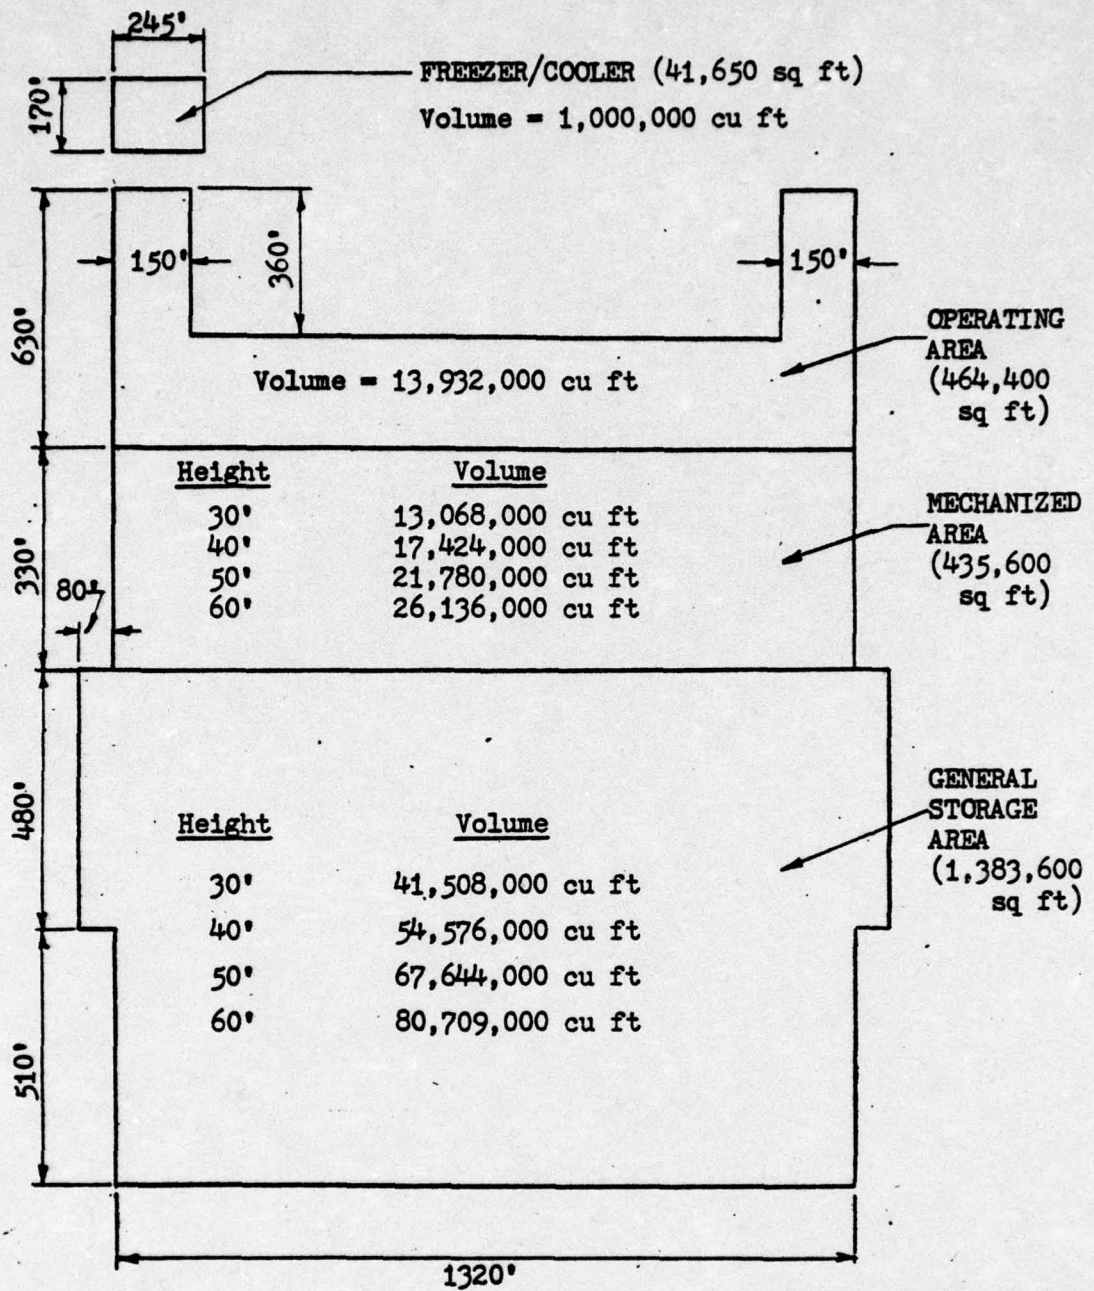 245'
170'
FREEZER/COOLER (41,650 sq ft)
Volume = 1,000,000 cu ft
630'
150'
360'
150'
Volume = 13,932,000 cu ft
OPERATING
AREA
(464,400
sq ft)
330'
80'
Height Volume
30' 13,068,000 cu ft
40' 17,424,000 cu ft
50' 21,780,000 cu ft
60' 26,136,000 cu ft
MECHANIZED
AREA
(435,600
sq ft)
480'
510'
Height Volume
30' 41,508,000 cu ft
40' 54,576,000 cu ft
50' 67,644,000 cu ft
60' 80,709,000 cu ft
GENERAL
STORAGE
AREA
(1,383,600
sq ft)
1320'